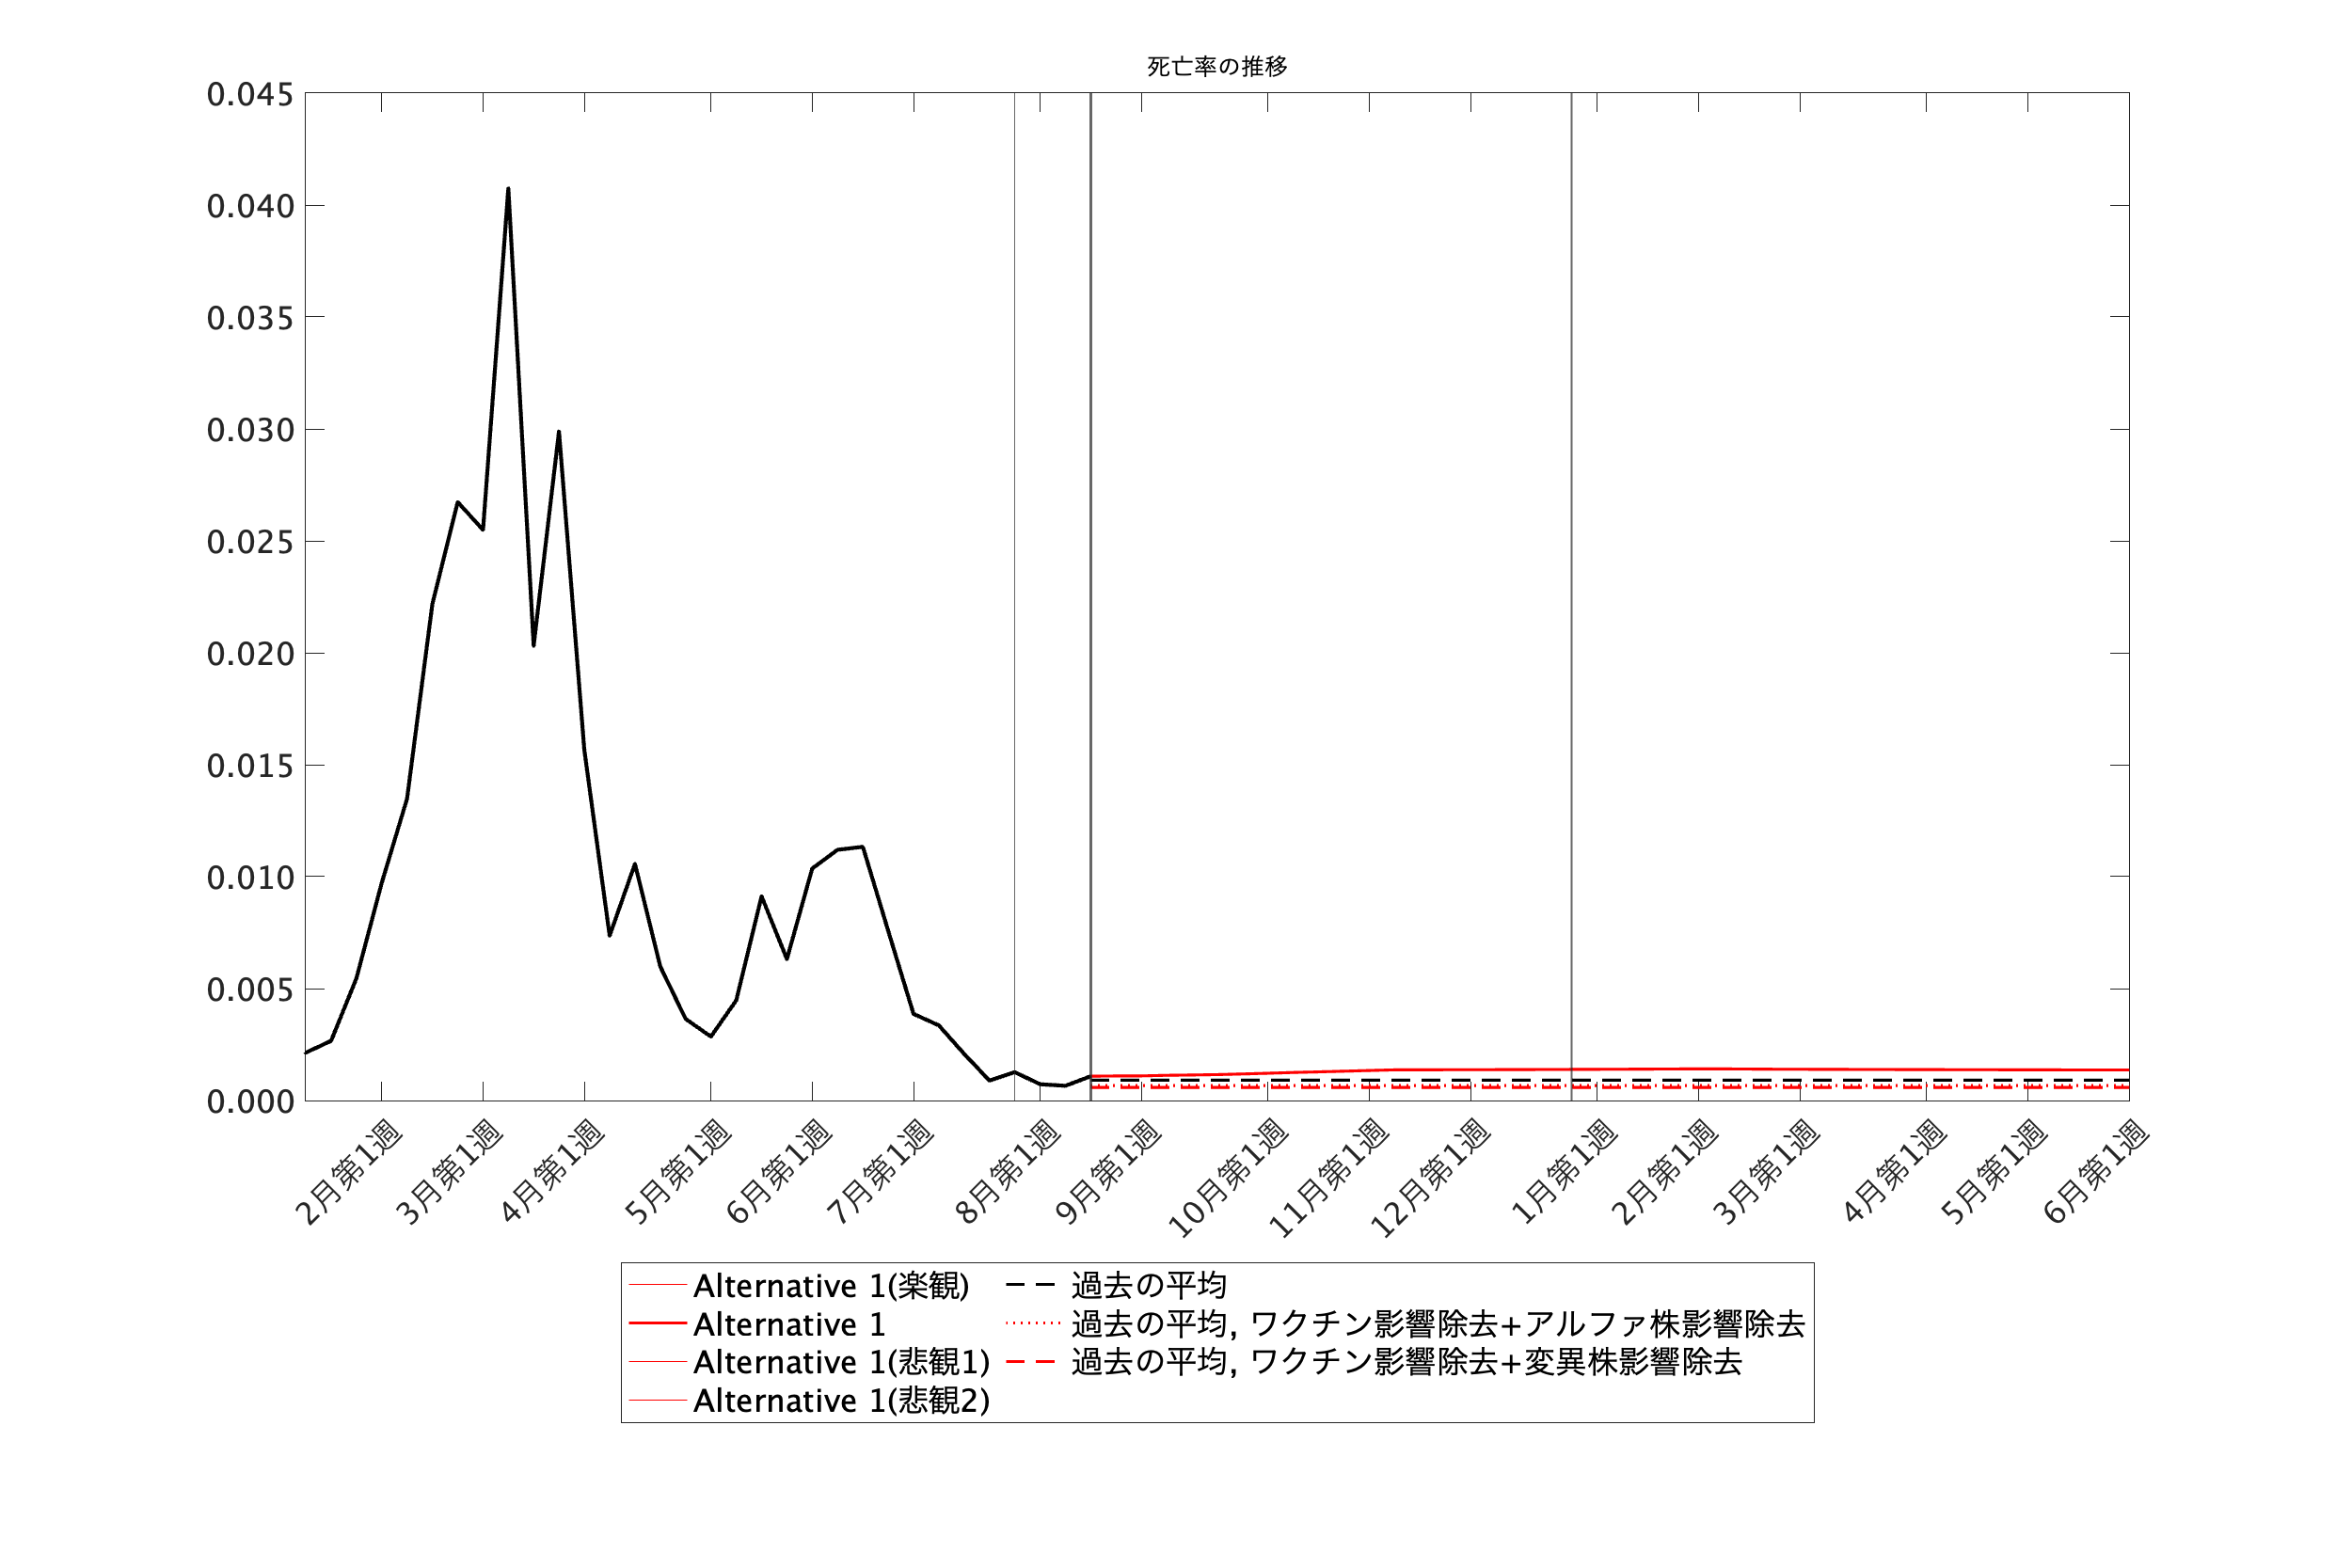 死亡率の推移
0.045
0.040
0.035
0.030
0.025
0.020
0.015
0.010
0.005
0.000
2月第1週
3月第1週
4月第1週
5月第1週
6月第1週
7月第1週
8月第1週
9月第1週
10月第1週
11月第1週
12月第1週
1月第1週
2月第1週
3月第1週
4月第1週
5月第1週
6月第1週
Alternative 1(楽観)
Alternative 1
Alternative 1(悲観1)
Alternative 1(悲観2)
過去の平均
過去の平均, ワクチン影響除去+アルファ株影響除去
過去の平均, ワクチン影響除去+変異株影響除去